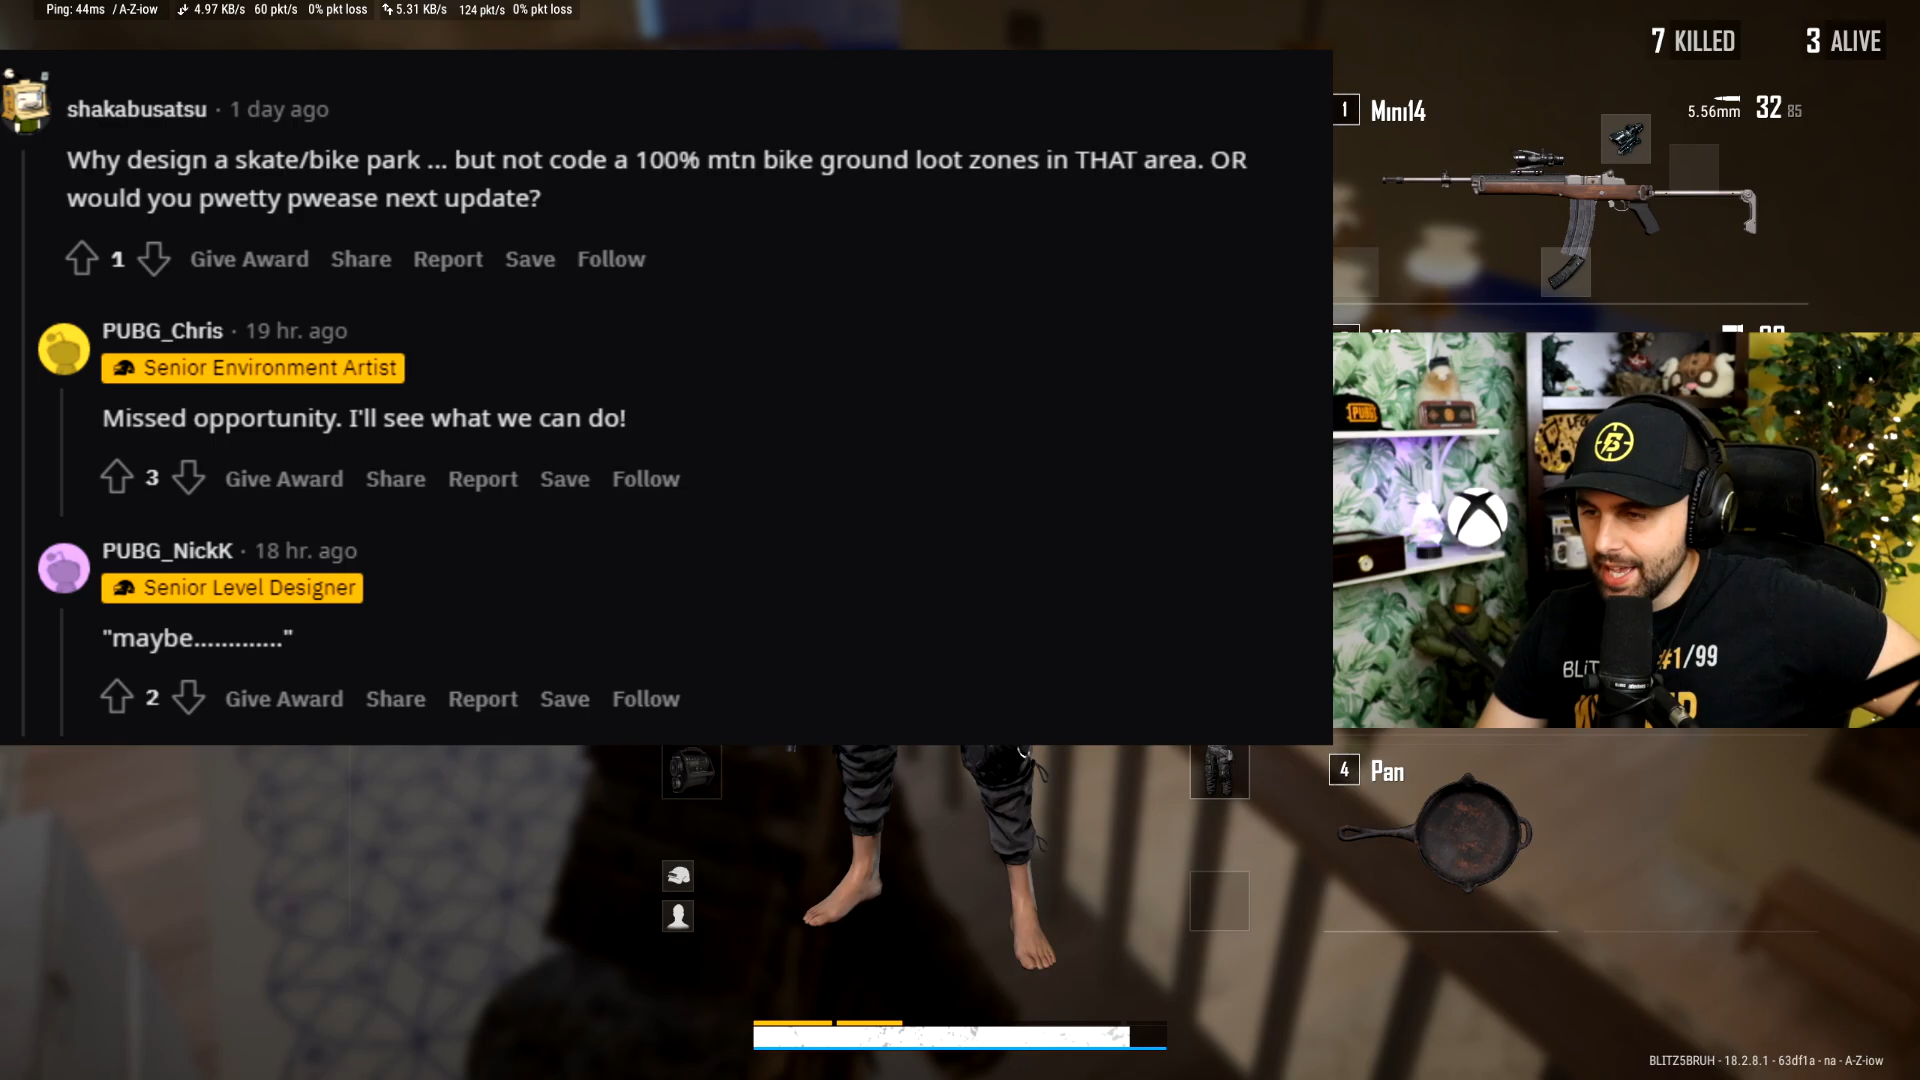 Ping: 44ms / A-Z-iow 4.97 KB/s 60 pkt/s 0% pkt loss 5.31 KB/s 124 pkt/s 0% pkt loss
7 KILLED 3 ALIVE
shakabusatsu · 1 day ago
Why design a skate/bike park ... but not code a 100% mtn bike ground loot zones in THAT area. OR
would you pwetty pwease next update?
1 Give Award Share Report Save Follow
PUBG_Chris · 19 hr. ago
Senior Environment Artist
Missed opportunity. I'll see what we can do!
3 Give Award Share Report Save Follow
PUBG_NickK · 18 hr. ago
Senior Level Designer
"maybe............"
2 Give Award Share Report Save Follow
1 Mini14 5.56mm 32 85
PUBG
#1/99
4 Pan
BLITZ5BRUH - 18.2.8.1 - 63df1a - na - A-Z-iow